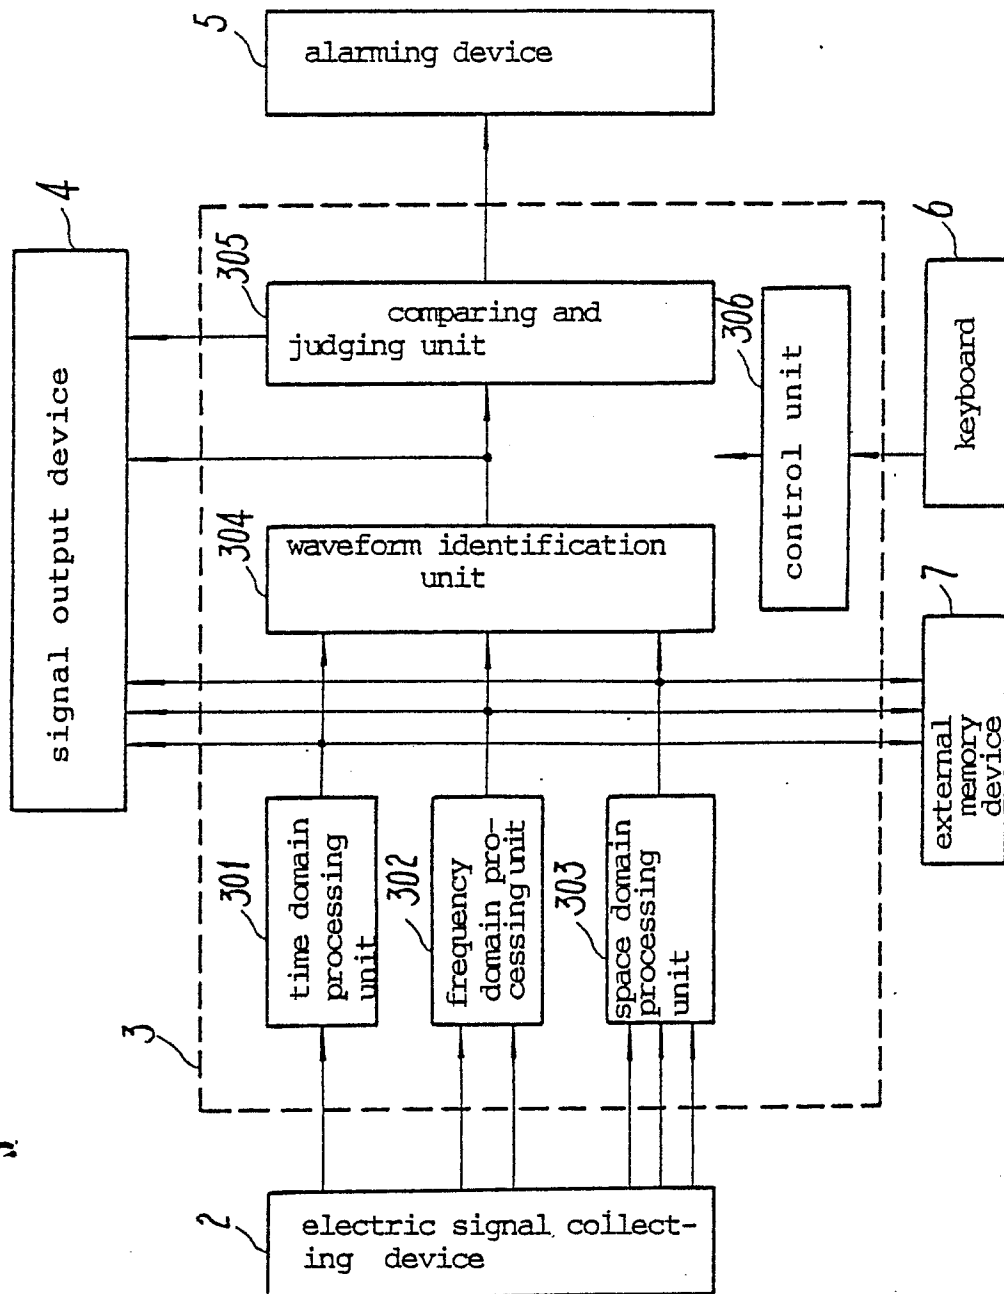 5
alarming device
4
signal output device
305
comparing and
judging unit
306
control unit
6
keyboard
304
waveform identification
unit
7
external
memory
device
301
time domain
processing
unit
302
frequency
domain pro-
cessing unit
303
space domain
processing
unit
3
2
electric signal collect-
ing device